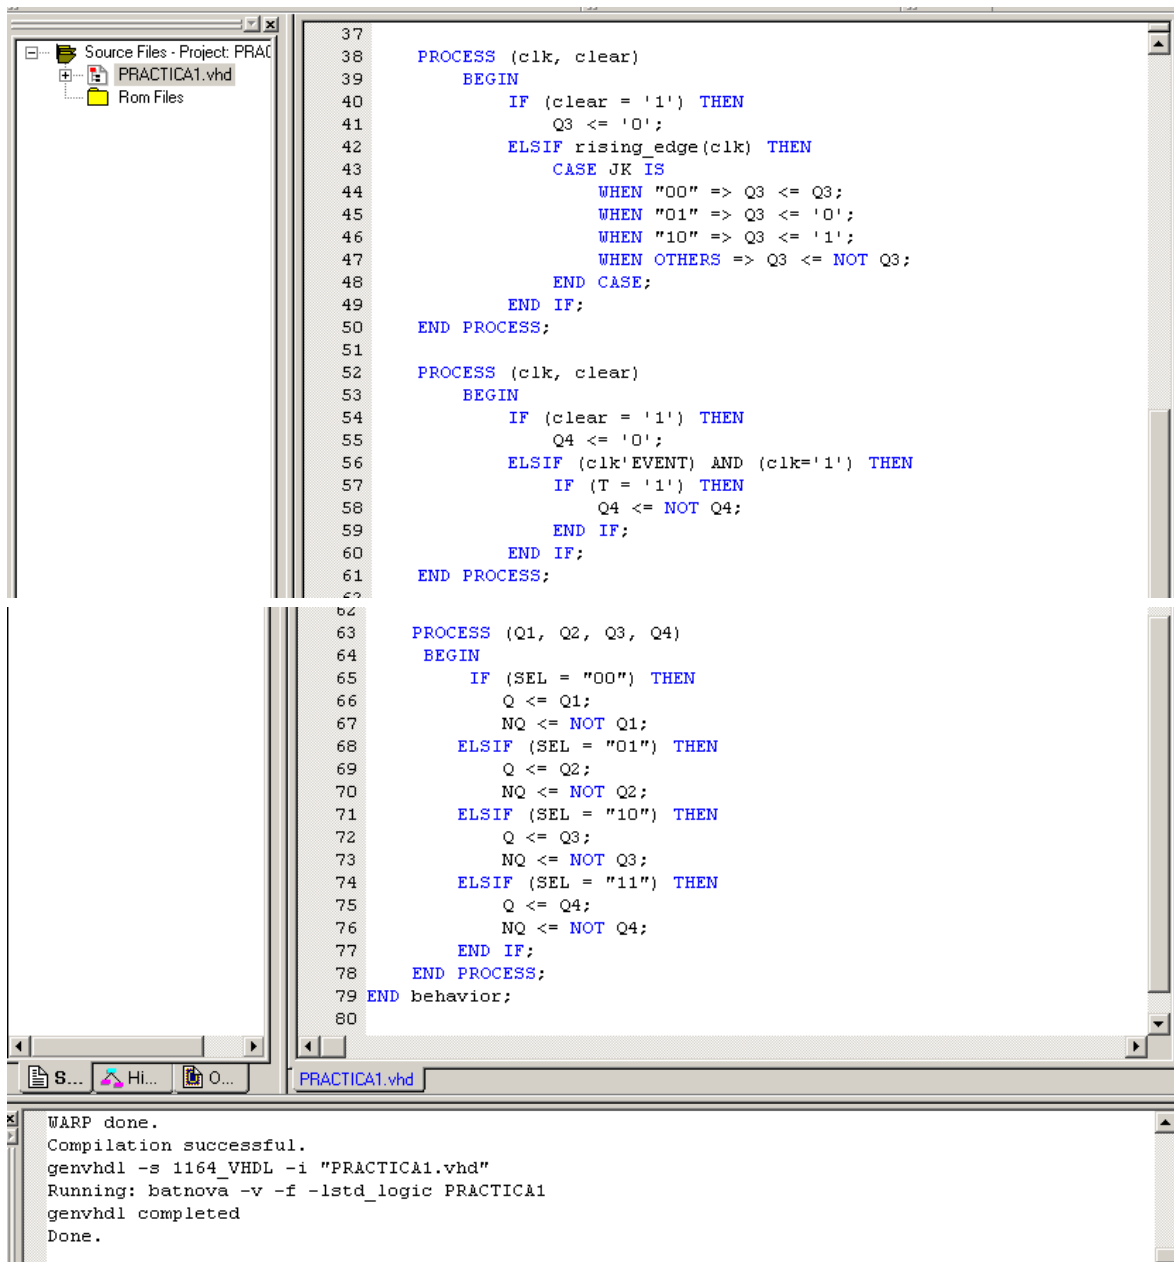 Source Files - Project: PRAC
PRACTICA1.vhd
Rom Files
37
38 PROCESS (clk, clear)
39 BEGIN
40 IF (clear = '1') THEN
41 Q3 <= '0';
42 ELSIF rising_edge(clk) THEN
43 CASE JK IS
44 WHEN "00" => Q3 <= Q3;
45 WHEN "01" => Q3 <= '0';
46 WHEN "10" => Q3 <= '1';
47 WHEN OTHERS => Q3 <= NOT Q3;
48 END CASE;
49 END IF;
50 END PROCESS;
51
52 PROCESS (clk, clear)
53 BEGIN
54 IF (clear = '1') THEN
55 Q4 <= '0';
56 ELSIF (clk'EVENT) AND (clk='1') THEN
57 IF (T = '1') THEN
58 Q4 <= NOT Q4;
59 END IF;
60 END IF;
61 END PROCESS;
62
62
63 PROCESS (Q1, Q2, Q3, Q4)
64 BEGIN
65 IF (SEL = "00") THEN
66 Q <= Q1;
67 NQ <= NOT Q1;
68 ELSIF (SEL = "01") THEN
69 Q <= Q2;
70 NQ <= NOT Q2;
71 ELSIF (SEL = "10") THEN
72 Q <= Q3;
73 NQ <= NOT Q3;
74 ELSIF (SEL = "11") THEN
75 Q <= Q4;
76 NQ <= NOT Q4;
77 END IF;
78 END PROCESS;
79 END behavior;
80
S... Hi... O...
PRACTICA1.vhd
WARP done.
Compilation successful.
genvhdl -s 1164_VHDL -i "PRACTICA1.vhd"
Running: batnova -v -f -lstd_logic PRACTICA1
genvhdl completed
Done.